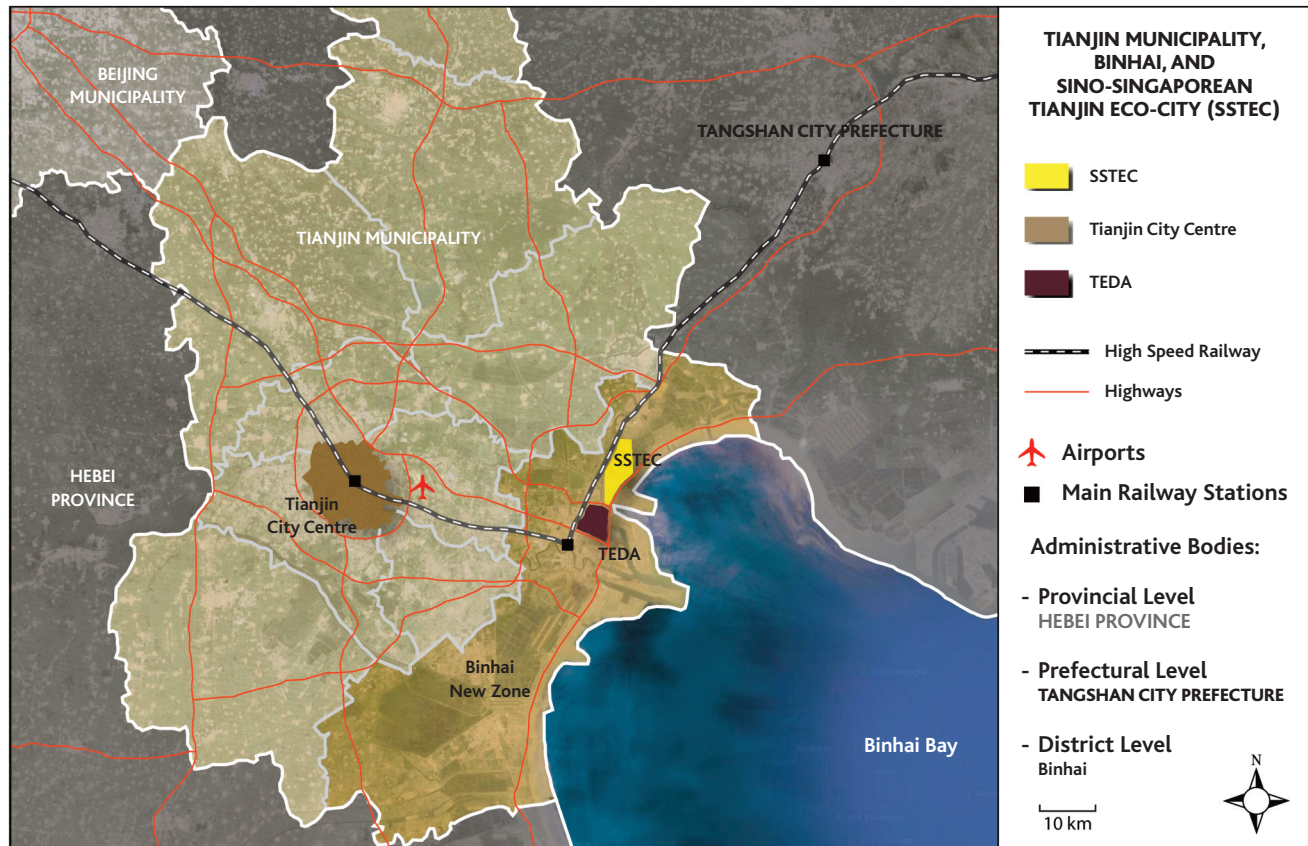 BEIJING
MUNICIPALITY
TANGSHAN CITY PREFECTURE
TIANJIN MUNICIPALITY
HEBEI
PROVINCE
SSTEC
Tianjin
City Centre
TEDA
Binhai
New Zone
Binhai Bay
TIANJIN MUNICIPALITY,
BINHAI, AND
SINO-SINGAPOREAN
TIANJIN ECO-CITY (SSTEC)
SSTEC
Tianjin City Centre
TEDA
High Speed Railway
Highways
Airports
Main Railway Stations
Administrative Bodies:
- Provincial Level
HEBEI PROVINCE
- Prefectural Level
TANGSHAN CITY PREFECTURE
- District Level
Binhai
N
10 km